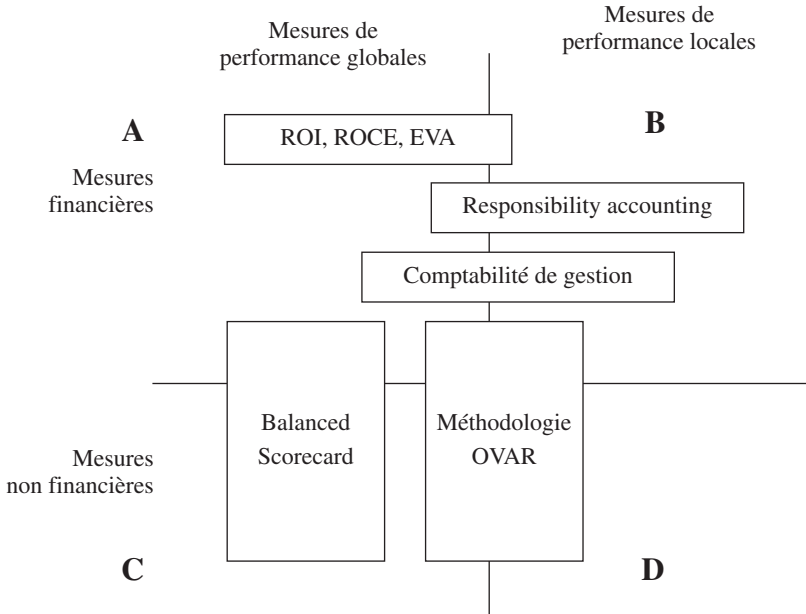 Mesures de
performance globales
Mesures de
performance locales
A
B
ROI, ROCE, EVA
Mesures
financières
Responsibility accounting
Comptabilité de gestion
Balanced
Scorecard
Méthodologie
OVAR
Mesures
non financières
C
D